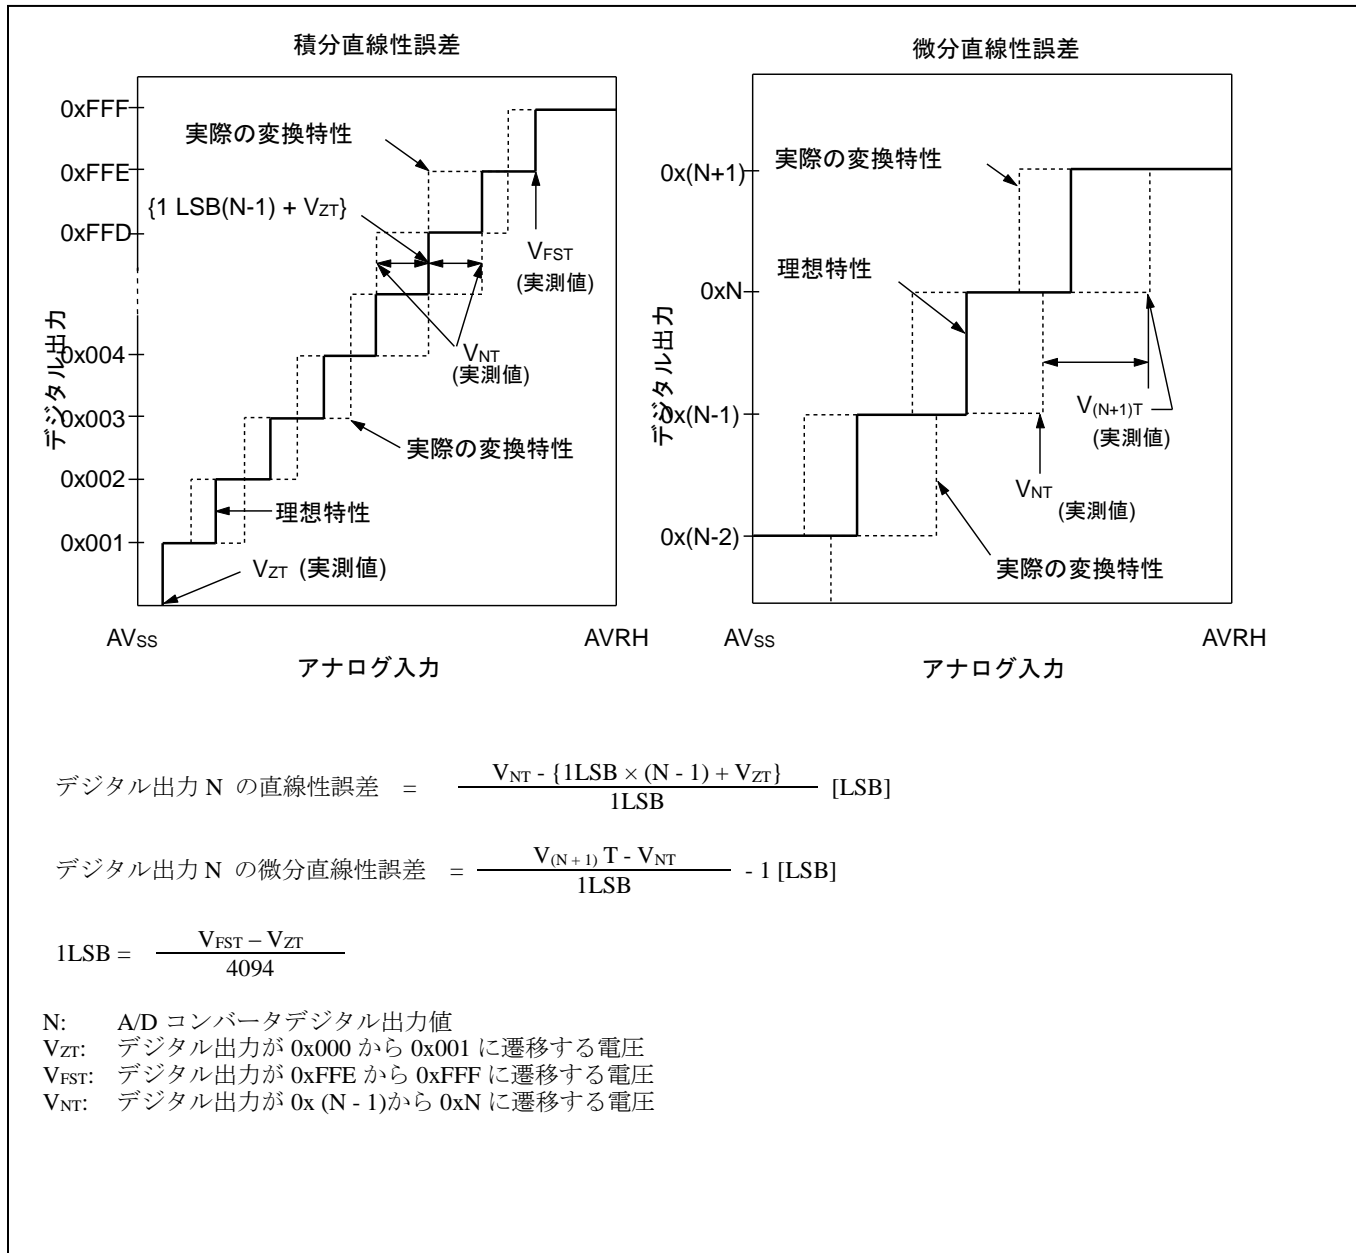 積分直線性誤差
0xFFF
0xFFE
0xFFD
0x004
0x003
0x002
0x001
デジタル出力
実際の変換特性
{1 LSB(N-1) + VZT}
VFST
(実測値)
VNT
(実測値)
実際の変換特性
理想特性
VZT (実測値)
AVSS
AVRH
アナログ入力
微分直線性誤差
0x(N+1)
0xN
0x(N-1)
0x(N-2)
デジタル出力
実際の変換特性
理想特性
V(N+1)T
(実測値)
VNT
(実測値)
実際の変換特性
AVSS
AVRH
アナログ入力
デジタル出力 N の直線性誤差 = VNT - {1LSB × (N - 1) + VZT} / 1LSB [LSB]
デジタル出力 N の微分直線性誤差 = V(N + 1) T - VNT / 1LSB - 1 [LSB]
1LSB = VFST – VZT / 4094
N: A/D コンバータデジタル出力値
VZT: デジタル出力が 0x000 から 0x001 に遷移する電圧
VFST: デジタル出力が 0xFFE から 0xFFF に遷移する電圧
VNT: デジタル出力が 0x (N - 1)から 0xN に遷移する電圧